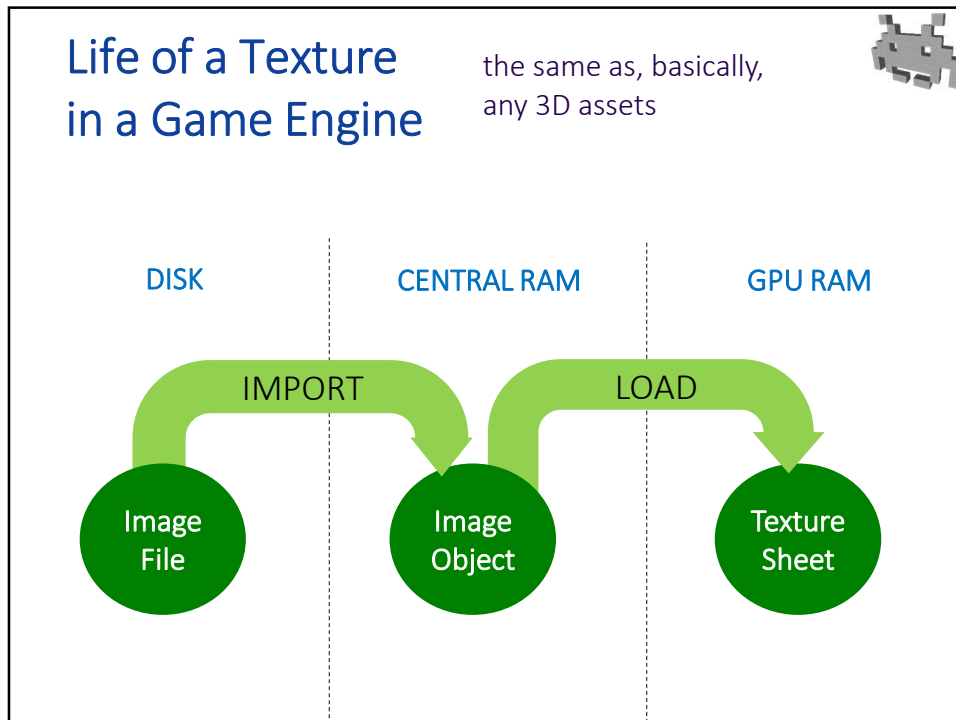 Life of a Texture
in a Game Engine
the same as, basically,
any 3D assets
DISK
CENTRAL RAM
GPU RAM
IMPORT
LOAD
Image
File
Image
Object
Texture
Sheet